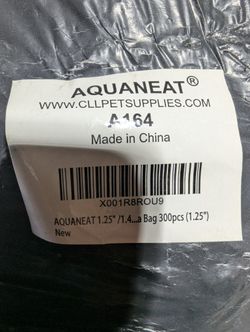 AQUANEAT®
WWW.CLLPETSUPPLIES.COM
A164
Made in China
X001R8ROU9
AQUANEAT 1.25" /1.4...a Bag 300pcs (1.25")
New